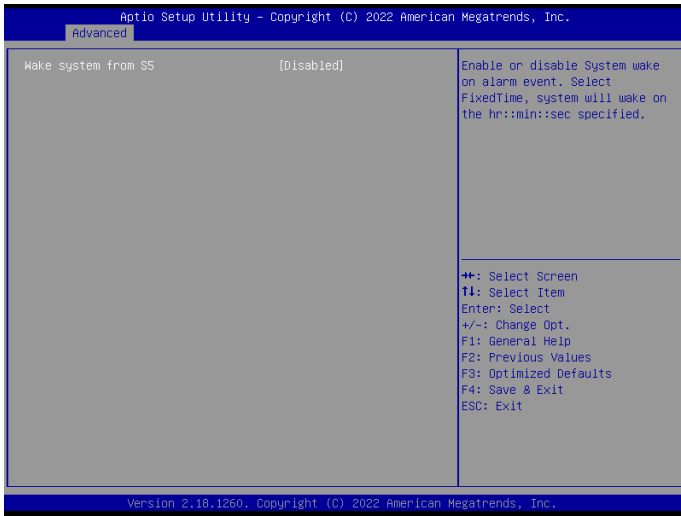 Aptio Setup Utility – Copyright (C) 2022 American Megatrends, Inc.
Advanced
Wake system from S5 [Disabled]
Enable or disable System wake
on alarm event. Select
FixedTime, system will wake on
the hr::min::sec specified.
→←: Select Screen
↑↓: Select Item
Enter: Select
+/-: Change Opt.
F1: General Help
F2: Previous Values
F3: Optimized Defaults
F4: Save & Exit
ESC: Exit
Version 2.18.1260. Copyright (C) 2022 American Megatrends, Inc.